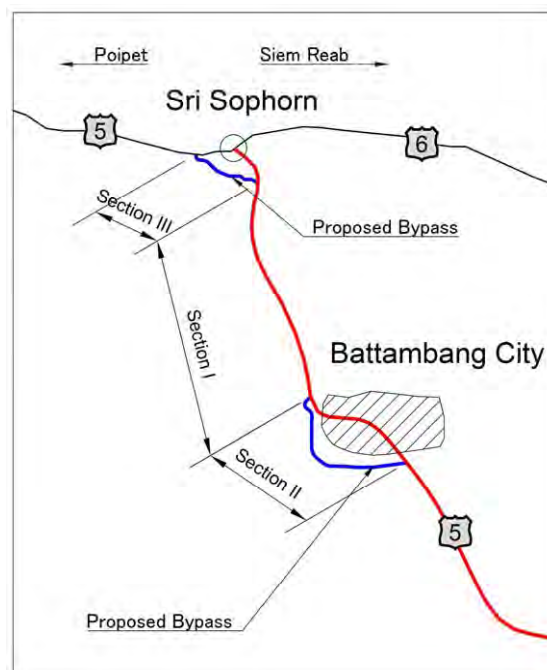 Poipet
Siem Reab
Sri Sophorn
5
6
Section III
Proposed Bypass
Section I
Battambang City
Section II
5
Proposed Bypass